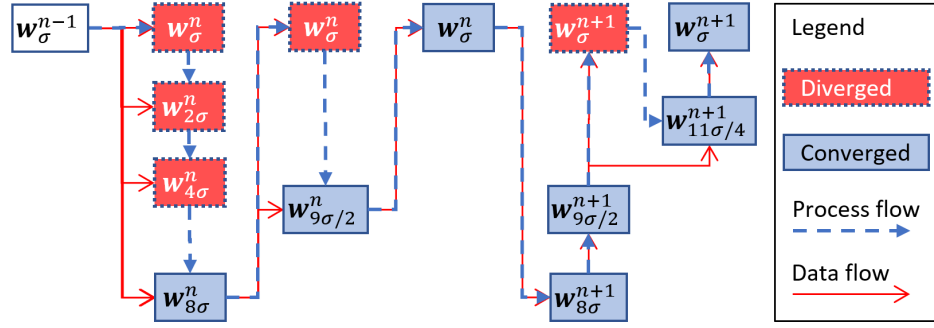 w_σ^{n−1}
w_σ^n
w_σ^n
w_σ^n
w_σ^{n+1}
w_σ^{n+1}
w_{2σ}^n
w_{11σ/4}^{n+1}
w_{4σ}^n
w_{9σ/2}^n
w_{9σ/2}^{n+1}
w_{8σ}^n
w_{8σ}^{n+1}
Legend
Diverged
Converged
Process flow
Data flow